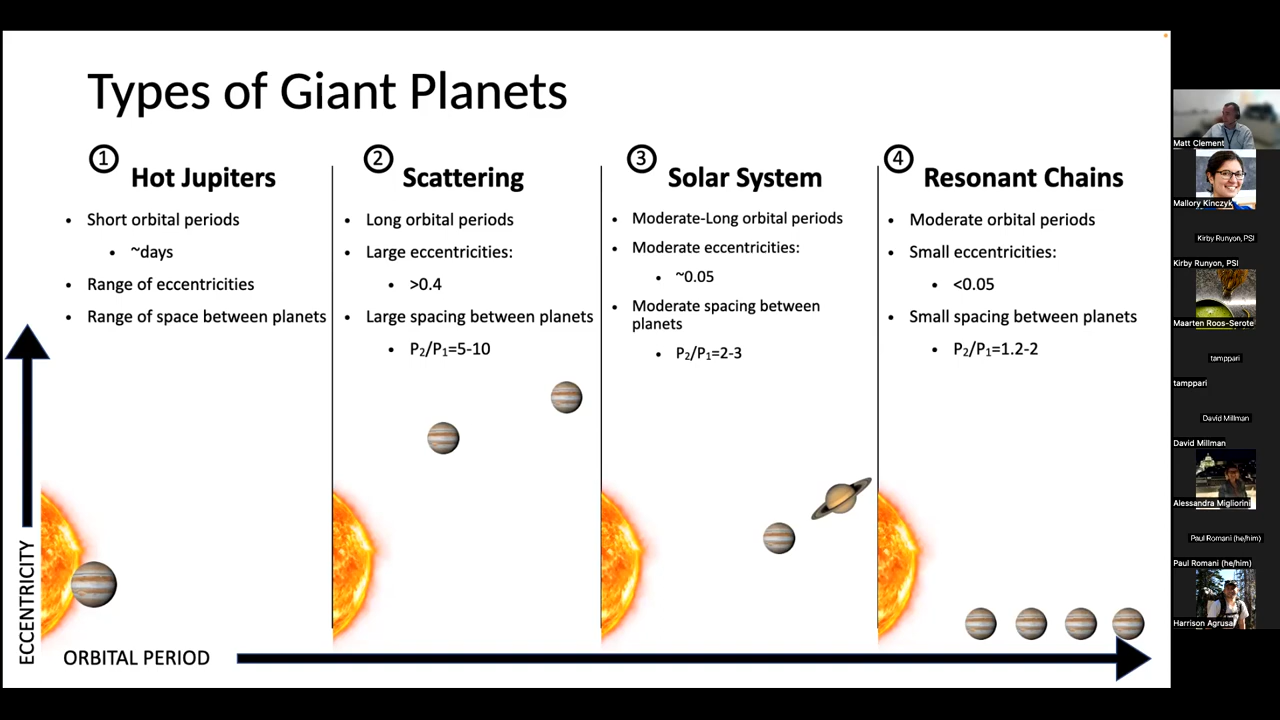 Types of Giant Planets
1
Hot Jupiters
• Short orbital periods
• ~days
• Range of eccentricities
• Range of space between planets
2
Scattering
• Long orbital periods
• Large eccentricities:
• >0.4
• Large spacing between planets
• P₂/P₁=5-10
3
Solar System
• Moderate-Long orbital periods
• Moderate eccentricities:
• ~0.05
• Moderate spacing between
planets
• P₂/P₁=2-3
4
Resonant Chains
• Moderate orbital periods
• Small eccentricities:
• <0.05
• Small spacing between planets
• P₂/P₁=1.2-2
ECCENTRICITY
ORBITAL PERIOD
Matt Clement
Mallory Kinczyk
Kirby Runyon, PSI
Kirby Runyon, PSI
Maarten Roos-Serote
tamppari
tamppari
David Millman
David Millman
Alessandra Migliorini
Paul Romani (he/him)
Paul Romani (he/him)
Harrison Agrusa